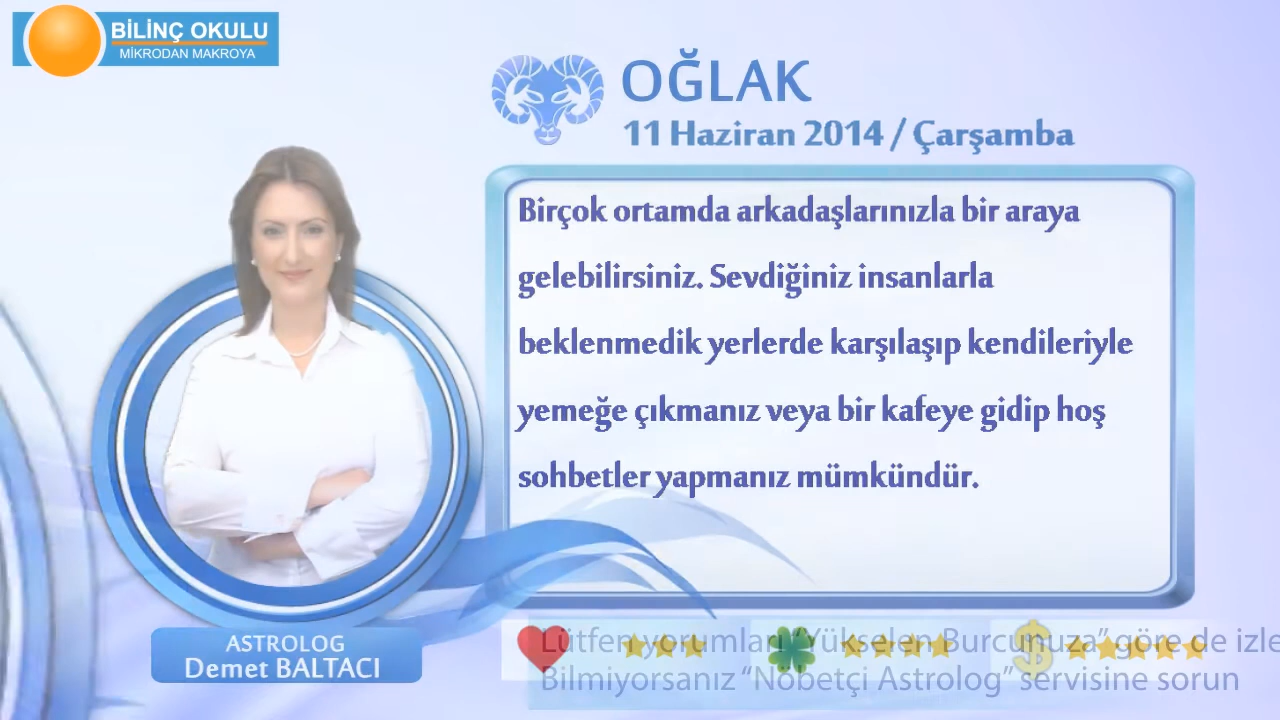 BİLİNÇ OKULU
MİKRODAN MAKROYA
OĞLAK
11 Haziran 2014 / Çarşamba
Birçok ortamda arkadaşlarınızla bir araya
gelebilirsiniz. Sevdiğiniz insanlarla
beklenmedik yerlerde karşılaşıp kendileriyle
yemeğe çıkmanız veya bir kafeye gidip hoş
sohbetler yapmanız mümkündür.
ASTROLOG
Demet BALTACI
Lütfen yorumları "Yükselen Burcunuza" göre de izle
Bilmiyorsanız "Nöbetçi Astrolog" servisine sorun